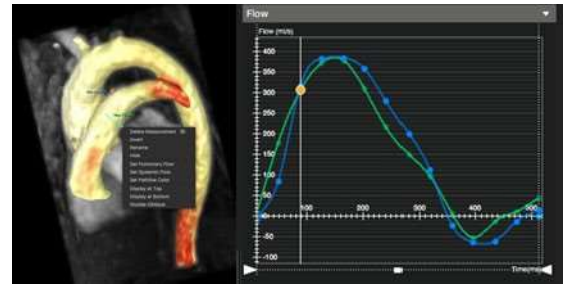 Flow
Flow (ml/s)
400
350
300
250
200
150
100
50
-50
-100
100
200
300
400
500
Time(ms)
Delete Measurement
Invert
Rename
Hide
Set Pulmonary Flow
Set Systemic Flow
Set Pathline Color
Display at Top
Display at Bottom